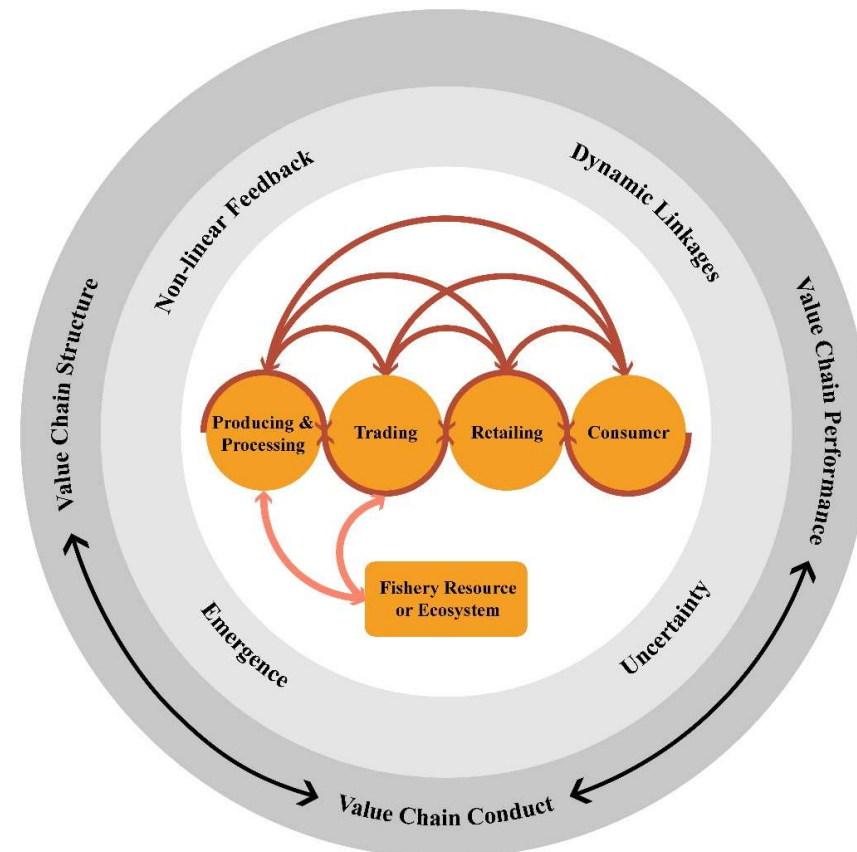 Non-linear Feedback
Dynamic Linkages
Value Chain Structure
Value Chain Performance
Producing &
Processing
Trading
Retailing
Consumer
Fishery Resource
or Ecosystem
Emergence
Uncertainty
Value Chain Conduct